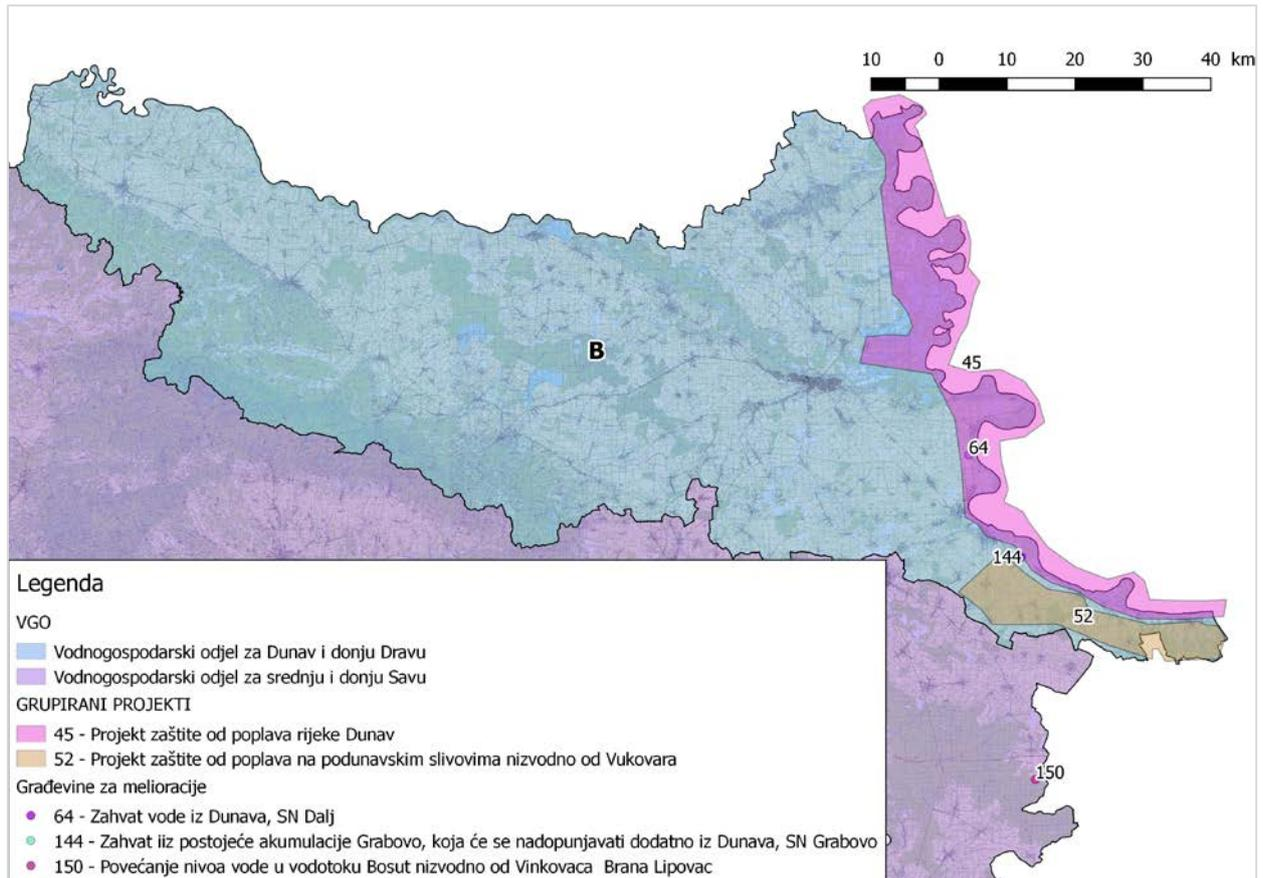 10 0 10 20 30 40 km
B
45
64
144
52
150
Legenda
VGO
Vodnogospodarski odjel za Dunav i donju Dravu
Vodnogospodarski odjel za srednju i donju Savu
GRUPIRANI PROJEKTI
45 - Projekt zaštite od poplava rijeke Dunav
52 - Projekt zaštite od poplava na podunavskim slivovima nizvodno od Vukovara
Građevine za melioracije
64 - Zahvat vode iz Dunava, SN Dalj
144 - Zahvat iiz postojeće akumulacije Grabovo, koja će se nadopunjavati dodatno iz Dunava, SN Grabovo
150 - Povećanje nivoa vode u vodotoku Bosut nizvodno od Vinkovaca Brana Lipovac